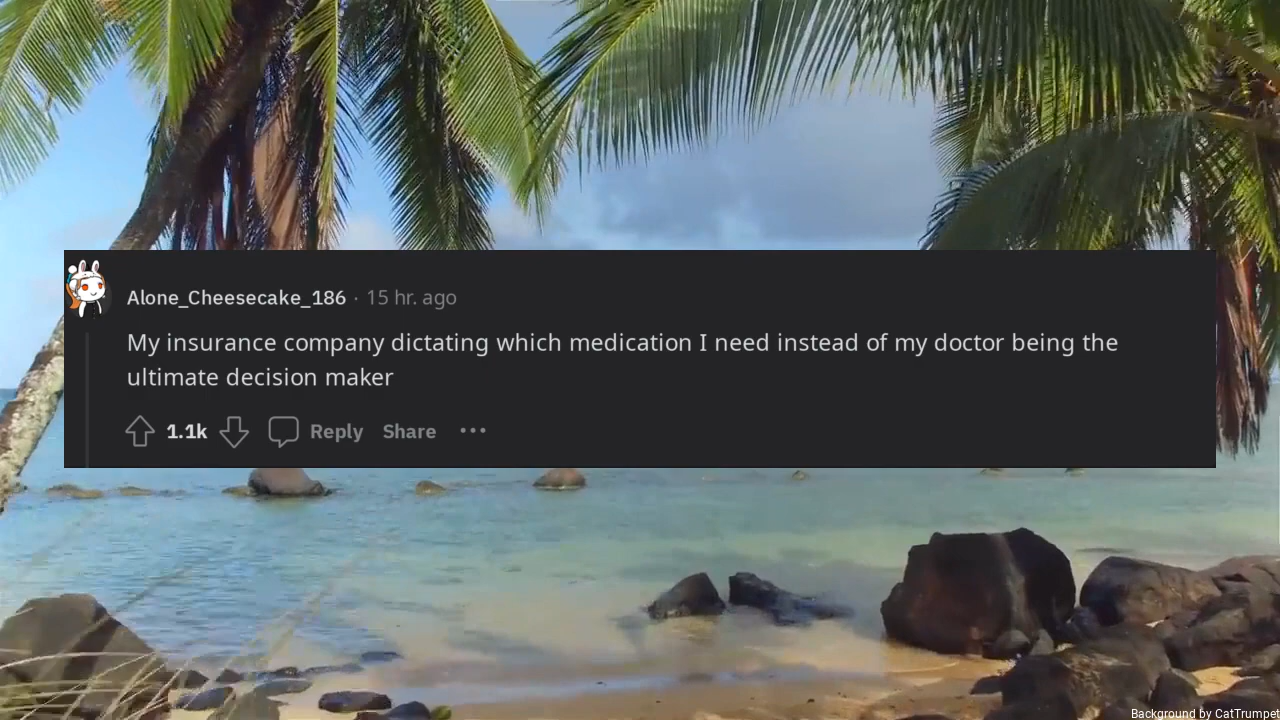 Alone_Cheesecake_186 · 15 hr. ago
My insurance company dictating which medication I need instead of my doctor being the
ultimate decision maker
1.1k Reply Share •••
Background by CatTrumpet